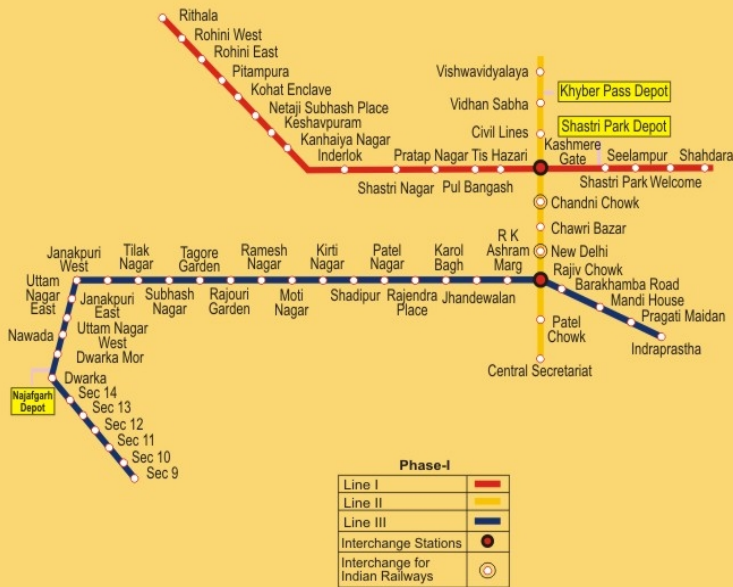 Rithala
Rohini West
Rohini East
Pitampura
Kohat Enclave
Netaji Subhash Place
Keshavpuram
Kanhaiya Nagar
Inderlok
Shastri Nagar
Pratap Nagar
Pul Bangash
Tis Hazari
Kashmere
Gate
Shastri Park
Seelampur
Welcome
Shahdara
Vishwavidyalaya
Khyber Pass Depot
Vidhan Sabha
Civil Lines
Shastri Park Depot
Chandni Chowk
Chawri Bazar
New Delhi
Rajiv Chowk
Patel
Chowk
Central Secretariat
Barakhamba Road
Mandi House
Pragati Maidan
Indraprastha
R K
Ashram
Marg
Jhandewalan
Karol
Bagh
Rajendra
Place
Patel
Nagar
Shadipur
Kirti
Nagar
Moti
Nagar
Ramesh
Nagar
Rajouri
Garden
Tagore
Garden
Subhash
Nagar
Tilak
Nagar
Janakpuri
East
Janakpuri
West
Uttam
Nagar
East
Uttam Nagar
West
Nawada
Dwarka Mor
Dwarka
Najafgarh
Depot
Sec 14
Sec 13
Sec 12
Sec 11
Sec 10
Sec 9
Phase-I
Line I
Line II
Line III
Interchange Stations
Interchange for
Indian Railways